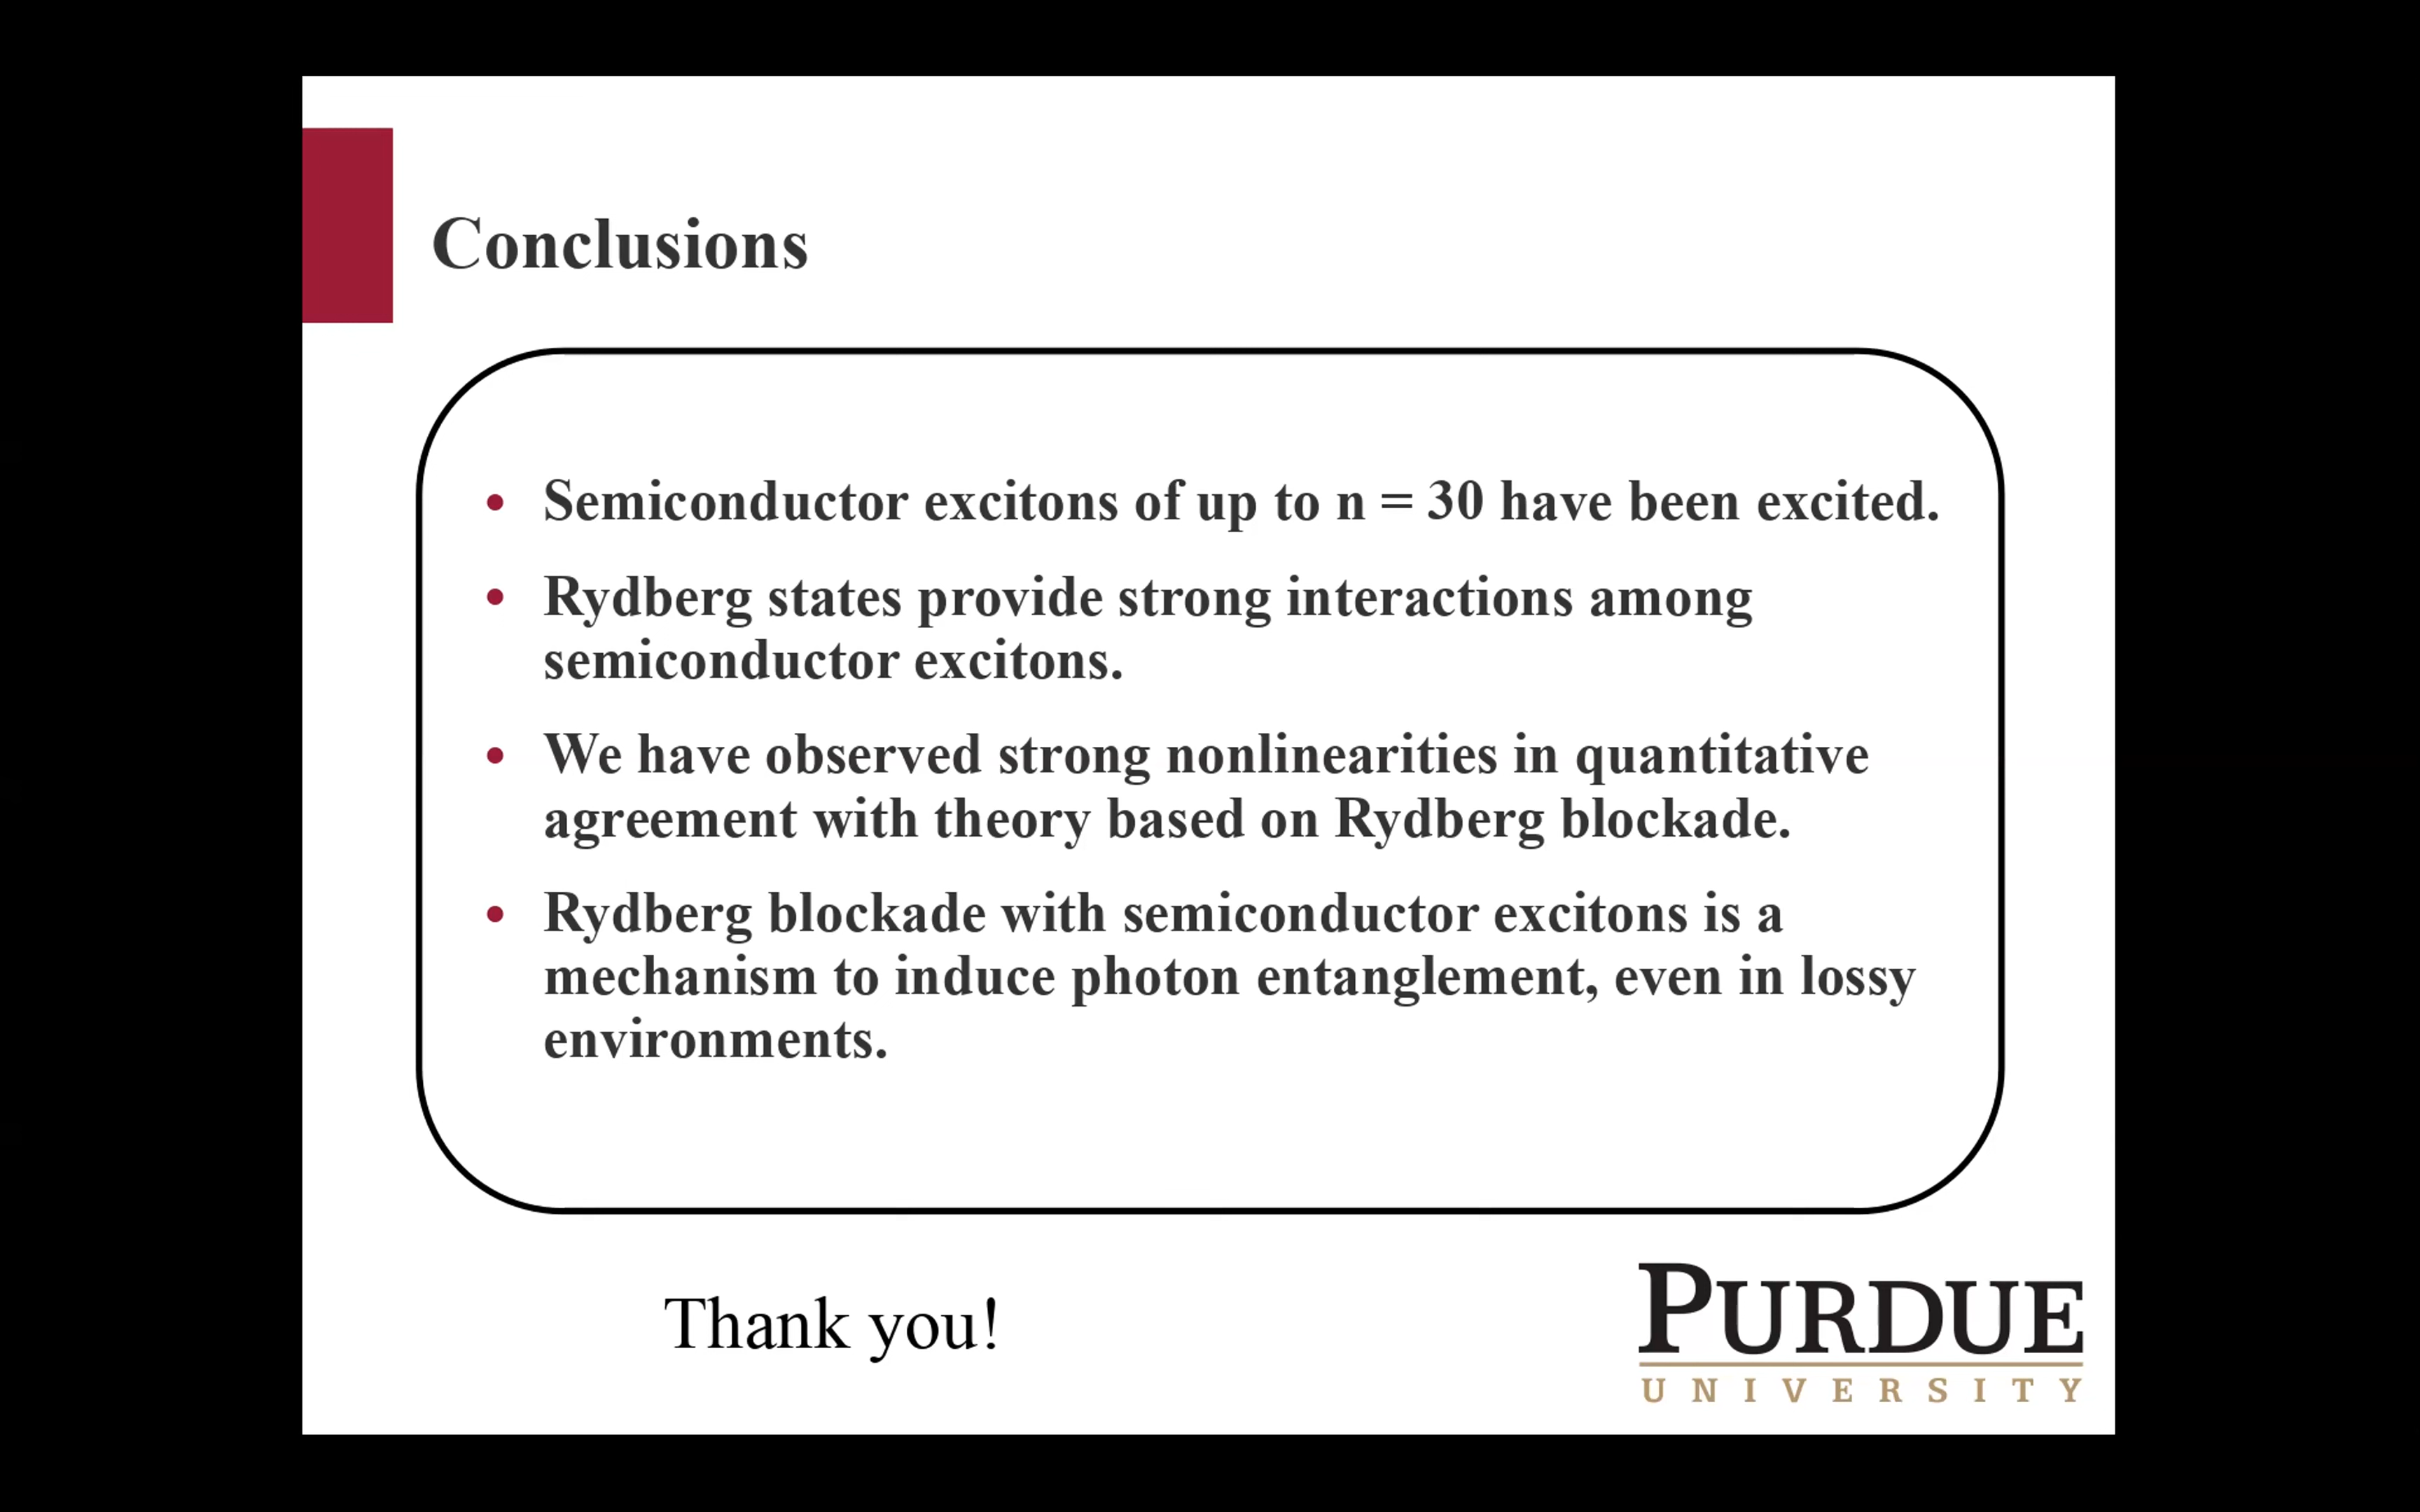 Conclusions
• Semiconductor excitons of up to n = 30 have been excited.
• Rydberg states provide strong interactions among
semiconductor excitons.
• We have observed strong nonlinearities in quantitative
agreement with theory based on Rydberg blockade.
• Rydberg blockade with semiconductor excitons is a
mechanism to induce photon entanglement, even in lossy
environments.
Thank you!
PURDUE
UNIVERSITY